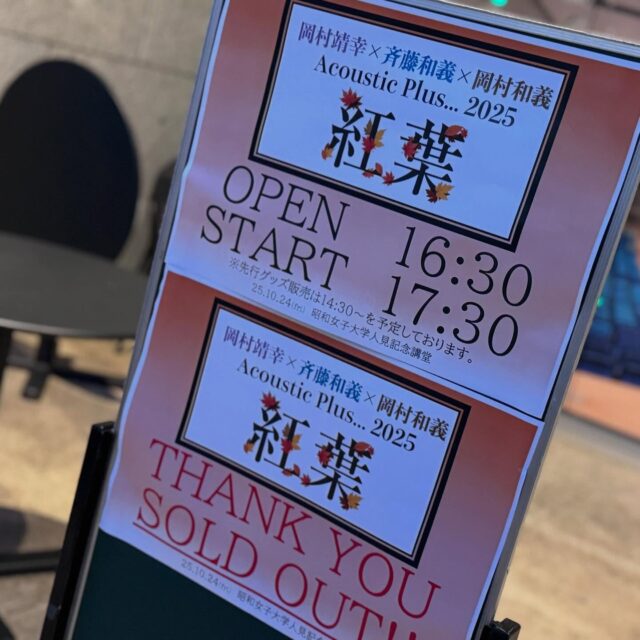 岡村靖幸×斉藤和義×岡村和義
Acoustic Plus... 2025
紅葉
OPEN 16:30
START 17:30
※先行グッズ販売は14:30～を予定しております。
25.10.24(fri) 昭和女子大学人見記念講堂
岡村靖幸×斉藤和義×岡村和義
Acoustic Plus... 2025
紅葉
THANK YOU
SOLD OUT!!
25.10.24(fri) 昭和女子大学人見記念